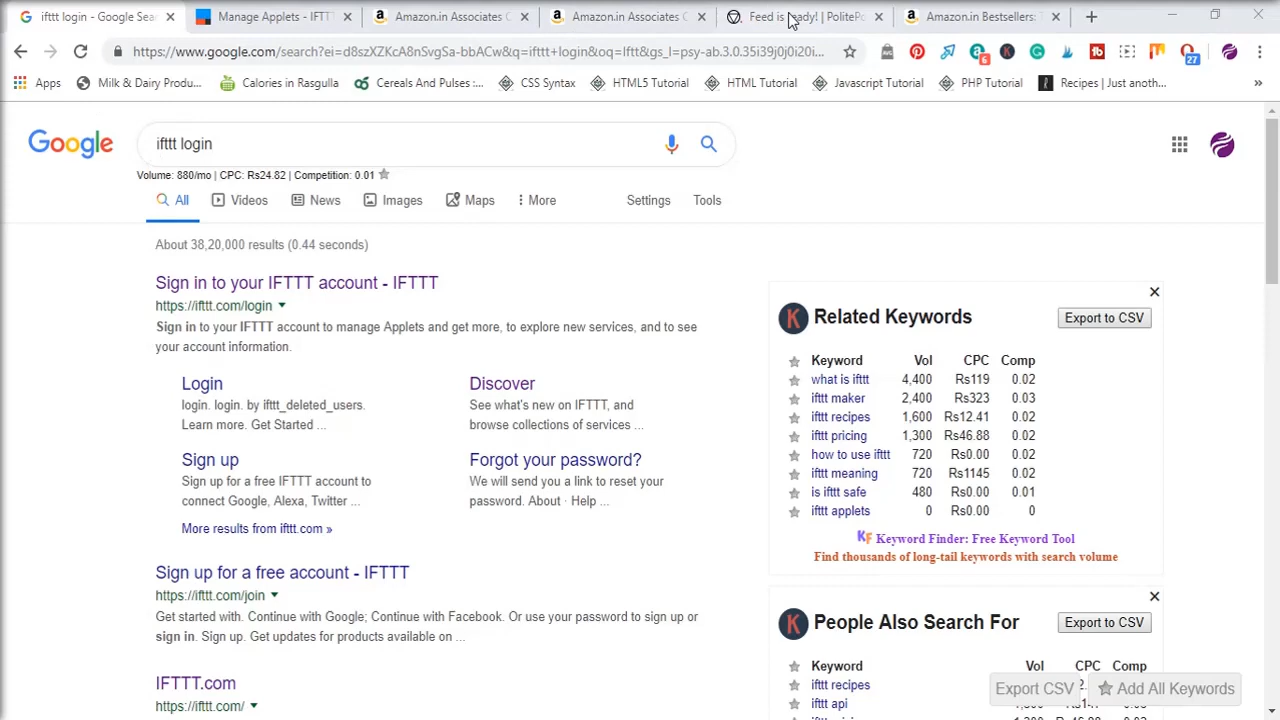 ifttt login - Google Sea
Manage Applets - IFTT
Amazon.in Associates C
Amazon.in Associates C
Feed is ready! | PolitePo
Amazon.in Bestsellers: T
https://www.google.com/search?ei=d8szXZKcA8nSvgSa-bbACw&q=ifttt+login&oq=Iftt&gs_l=psy-ab.3.0.35i39j0j0i20i...
6
27
Apps
Milk & Dairy Produ...
Calories in Rasgulla
Cereals And Pulses :...
CSS Syntax
HTML5 Tutorial
HTML Tutorial
Javascript Tutorial
PHP Tutorial
Recipes | Just anoth...
»
Google
ifttt login
Volume: 880/mo | CPC: Rs24.82 | Competition: 0.01
All
Videos
News
Images
Maps
More
Settings
Tools
About 38,20,000 results (0.44 seconds)
Sign in to your IFTTT account - IFTTT
https://ifttt.com/login
Sign in to your IFTTT account to manage Applets and get more, to explore new services, and to see
your account information.
Login
login. login. by ifttt_deleted_users.
Learn more. Get Started ...
Discover
See what's new on IFTTT, and
browse collections of services ...
Sign up
Sign up for a free IFTTT account to
connect Google, Alexa, Twitter ...
Forgot your password?
We will send you a link to reset your
password. About · Help ...
More results from ifttt.com »
Sign up for a free account - IFTTT
https://ifttt.com/join
Get started with. Continue with Google; Continue with Facebook. Or use your password to sign up or
sign in. Sign up. Get updates for products available on ...
IFTTT.com
https://ifttt.com/
K Related Keywords
Export to CSV
Keyword Vol CPC Comp
what is ifttt 4,400 Rs119 0.02
ifttt maker 2,400 Rs323 0.03
ifttt recipes 1,600 Rs12.41 0.02
ifttt pricing 1,300 Rs46.88 0.02
how to use ifttt 720 Rs0.00 0.02
ifttt meaning 720 Rs1145 0.02
is ifttt safe 480 Rs0.00 0.01
ifttt applets 0 Rs0.00 0
KF Keyword Finder: Free Keyword Tool
Find thousands of long-tail keywords with search volume
K People Also Search For
Export to CSV
Keyword Vol CPC Comp
ifttt recipes
ifttt api
Export CSV
Add All Keywords